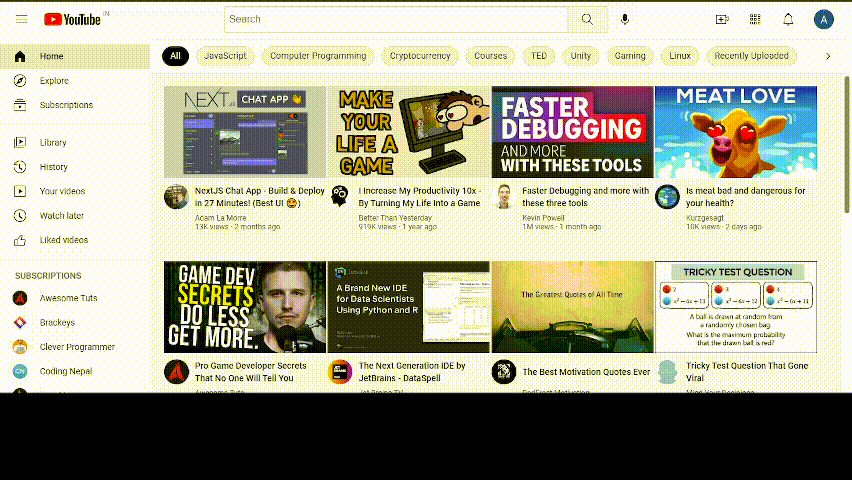 YouTube IN
Search
A
Home
Explore
Subscriptions
Library
History
Your videos
Watch later
Liked videos
SUBSCRIPTIONS
Awesome Tuts
Brackeys
Clever Programmer
CN Coding Nepal
All JavaScript Computer Programming Cryptocurrency Courses TED Unity Gaming Linux Recently Uploaded
NEXT.JS CHAT APP 👋
MAKE
YOUR
LIFE A
GAME
FASTER
DEBUGGING
AND MORE
WITH THESE TOOLS
MEAT LOVE
NextJS Chat App - Build & Deploy
in 27 Minutes! (Best UI 🤩)
Adam La Morre
13K views · 2 months ago
I Increase My Productivity 10x -
By Turning My Life Into a Game
Better Than Yesterday
919K views · 1 year ago
Faster Debugging and more with
these three tools
Kevin Powell
1M views · 1 month ago
Is meat bad and dangerous for
your health?
Kurzgesagt
10K views · 2 days ago
GAME DEV
SECRETS
DO LESS
GET MORE.
A Brand New IDE
for Data Scientists
Using Python and R
The Greatest Quotes of All Time
TRICKY TEST QUESTION
2 3 4
A ball is drawn at random from
a randomly chosen bag.
What is the maximum probability
that the drawn ball is red?
Pro Game Developer Secrets
That No One Will Tell You
The Next Generation IDE by
JetBrains - DataSpell
The Best Motivation Quotes Ever
Tricky Test Question That Gone
Viral